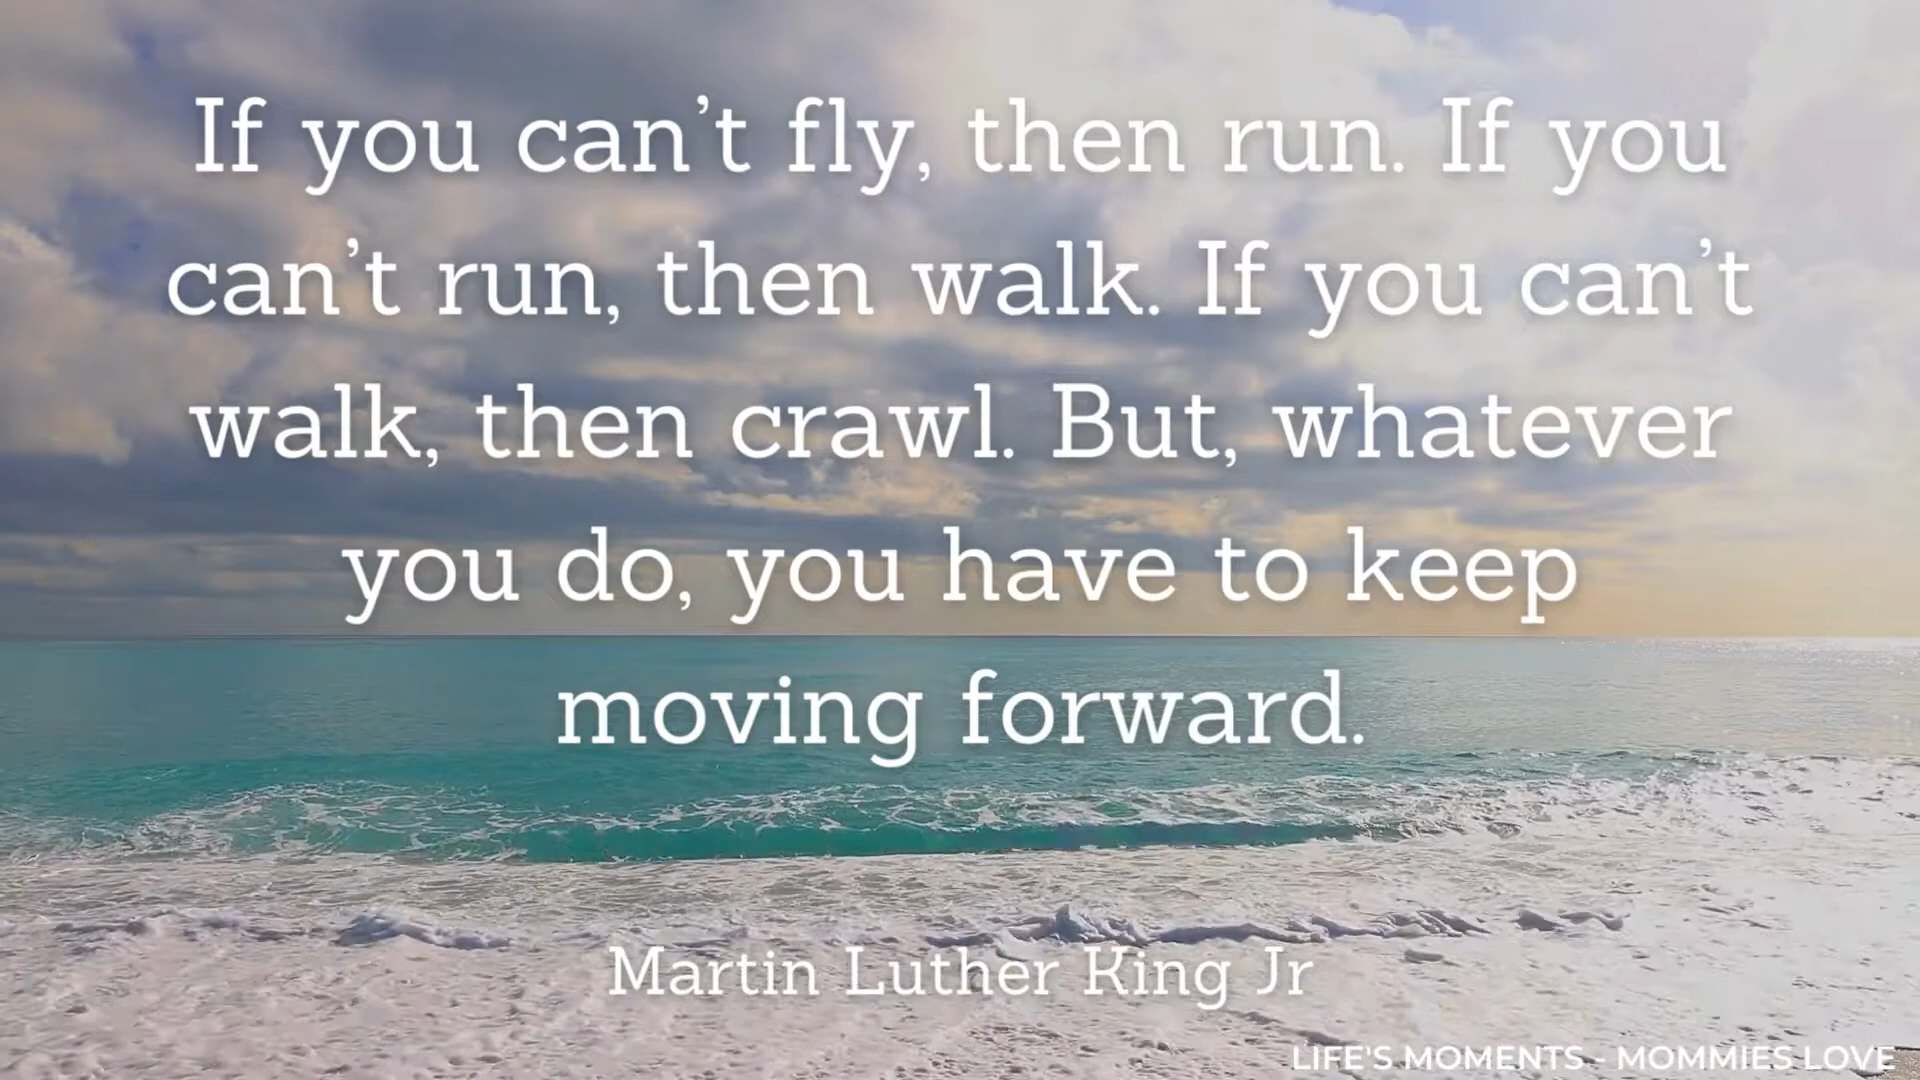 If you can't fly, then run. If you
can't run, then walk. If you can't
walk, then crawl. But, whatever
you do, you have to keep
moving forward.
Martin Luther King Jr
LIFE'S MOMENTS - MOMMIES LOVE